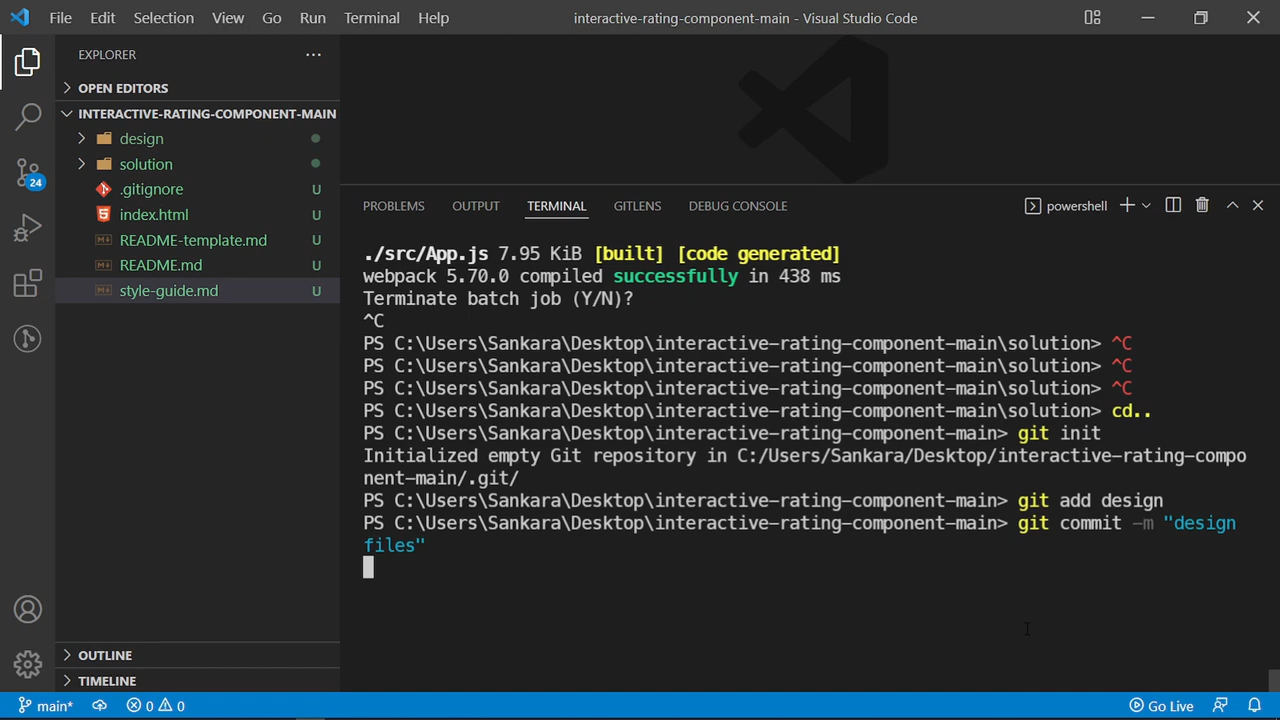 File Edit Selection View Go Run Terminal Help
interactive-rating-component-main - Visual Studio Code
EXPLORER
OPEN EDITORS
INTERACTIVE-RATING-COMPONENT-MAIN
design
solution
.gitignore U
index.html U
README-template.md U
README.md U
style-guide.md U
24
OUTLINE
TIMELINE
PROBLEMS OUTPUT TERMINAL GITLENS DEBUG CONSOLE
powershell
./src/App.js 7.95 KiB [built] [code generated]
webpack 5.70.0 compiled successfully in 438 ms
Terminate batch job (Y/N)?
^C
PS C:\Users\Sankara\Desktop\interactive-rating-component-main\solution> ^C
PS C:\Users\Sankara\Desktop\interactive-rating-component-main\solution> ^C
PS C:\Users\Sankara\Desktop\interactive-rating-component-main\solution> ^C
PS C:\Users\Sankara\Desktop\interactive-rating-component-main\solution> cd..
PS C:\Users\Sankara\Desktop\interactive-rating-component-main> git init
Initialized empty Git repository in C:/Users/Sankara/Desktop/interactive-rating-compo
nent-main/.git/
PS C:\Users\Sankara\Desktop\interactive-rating-component-main> git add design
PS C:\Users\Sankara\Desktop\interactive-rating-component-main> git commit -m "design
files"
main* 0 0
Go Live